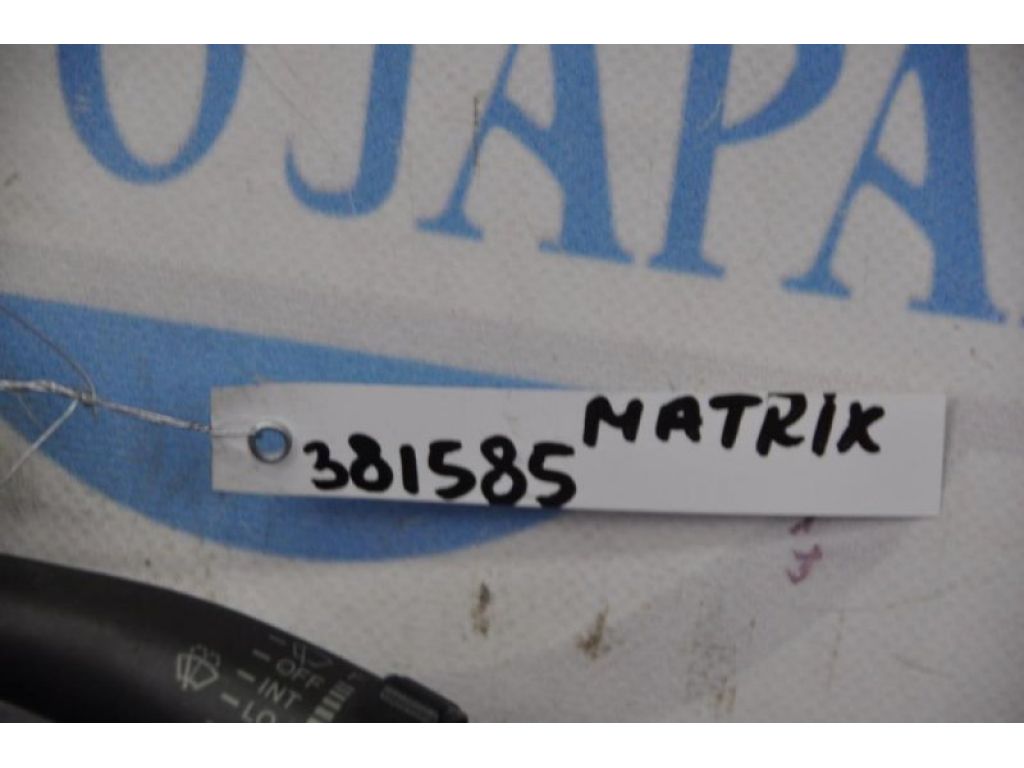 OJAPA
381585 MATRIX
OFF
INT
LO